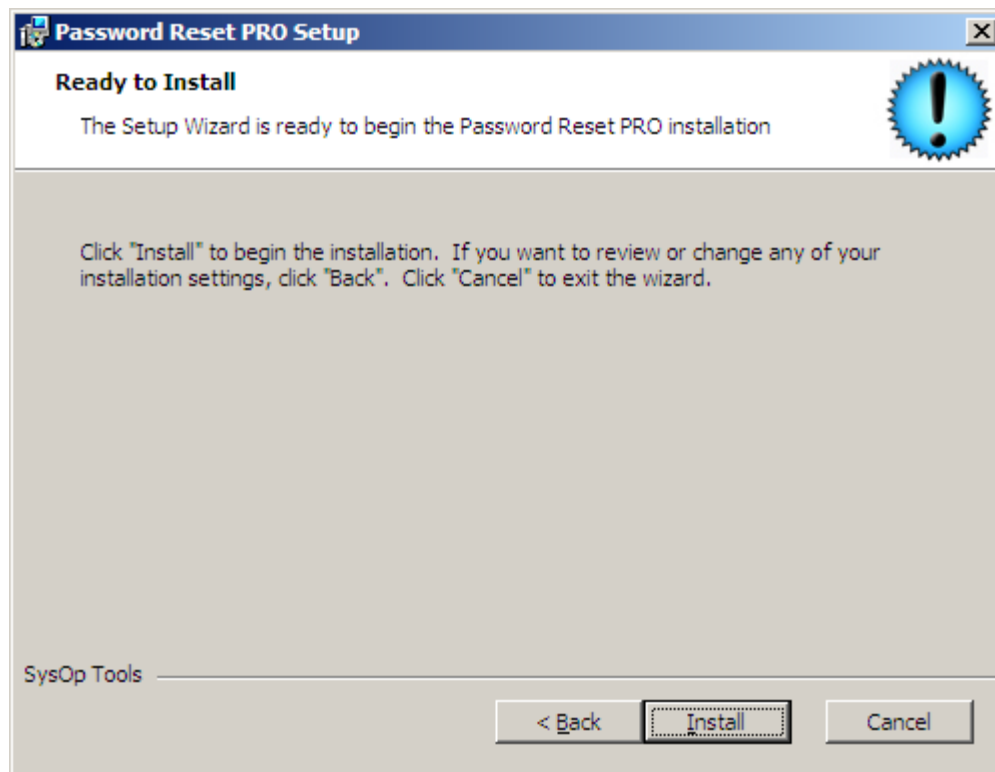 Password Reset PRO Setup
Ready to Install
The Setup Wizard is ready to begin the Password Reset PRO installation
Click "Install" to begin the installation.  If you want to review or change any of your
installation settings, click "Back".  Click "Cancel" to exit the wizard.
SysOp Tools
< Back
Install
Cancel